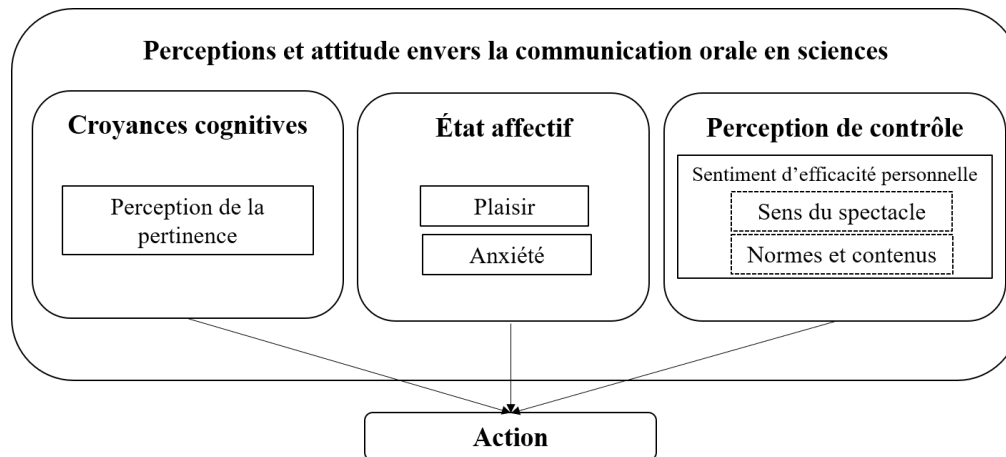 Perceptions et attitude envers la communication orale en sciences
Croyances cognitives
Perception de la
pertinence
État affectif
Plaisir
Anxiété
Perception de contrôle
Sentiment d’efficacité personnelle
Sens du spectacle
Normes et contenus
Action